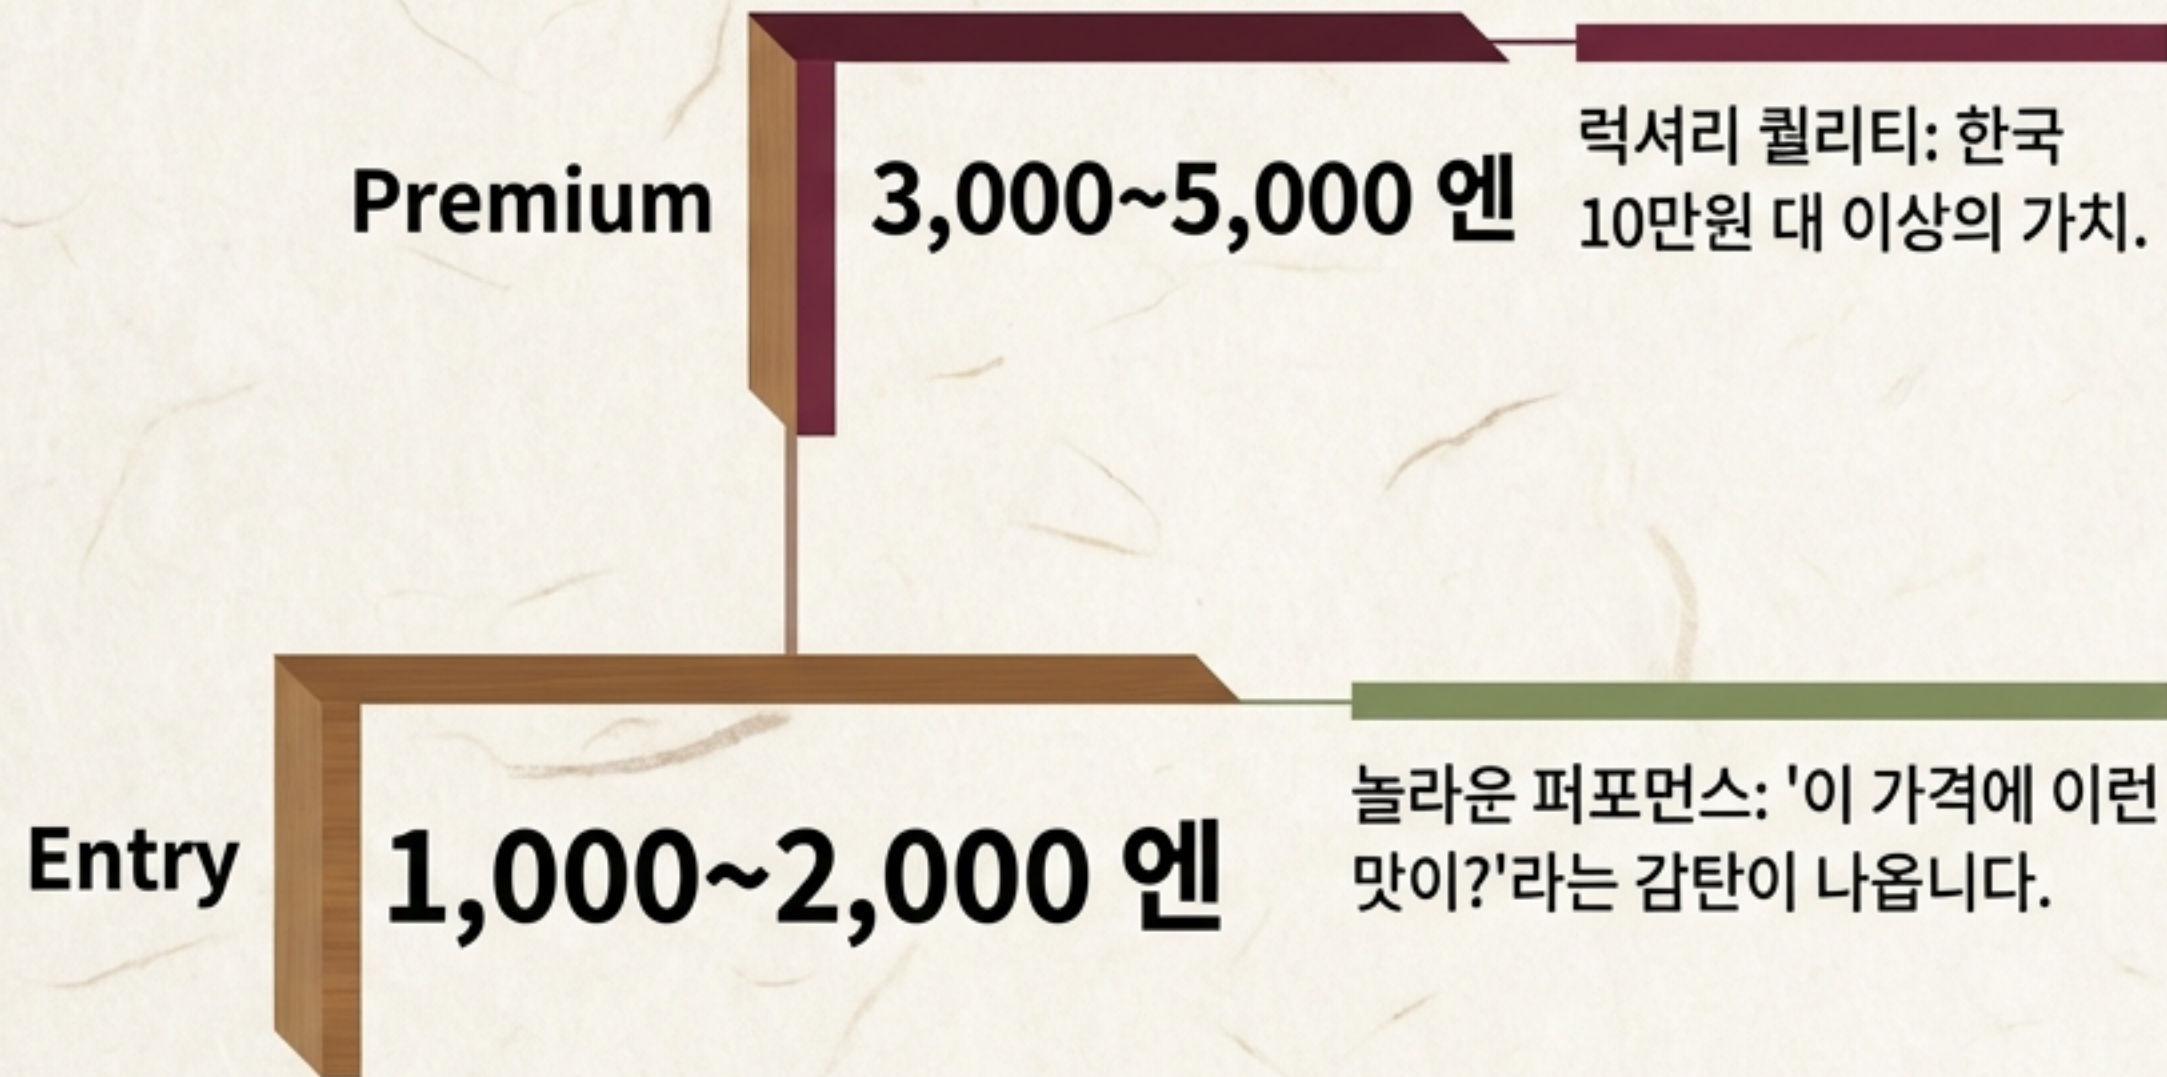 Premium
3,000~5,000 엔
럭셔리 퀄리티: 한국
10만원 대 이상의 가치.
Entry
1,000~2,000 엔
놀라운 퍼포먼스: '이 가격에 이런
맛이?'라는 감탄이 나옵니다.